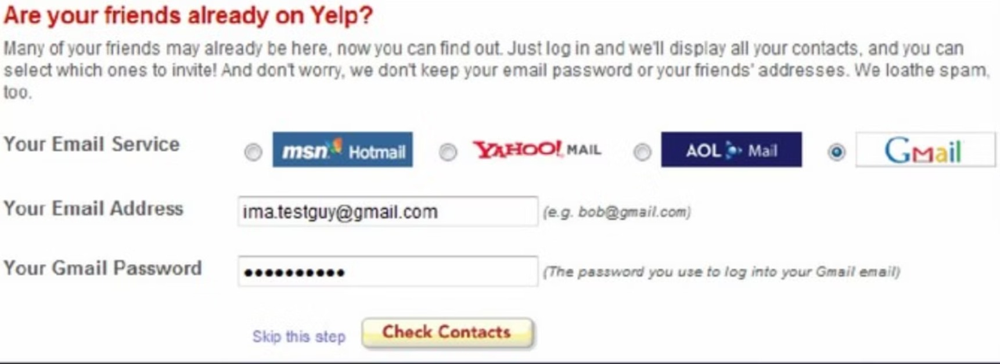 Are your friends already on Yelp?
Many of your friends may already be here, now you can find out. Just log in and we'll display all your contacts, and you can
select which ones to invite! And don't worry, we don't keep your email password or your friends' addresses. We loathe spam,
too.
Your Email Service msn Hotmail YAHOO! MAIL AOL Mail GMail
Your Email Address ima.testguy@gmail.com (e.g. bob@gmail.com)
Your Gmail Password •••••••••• (The password you use to log into your Gmail email)
Skip this step Check Contacts